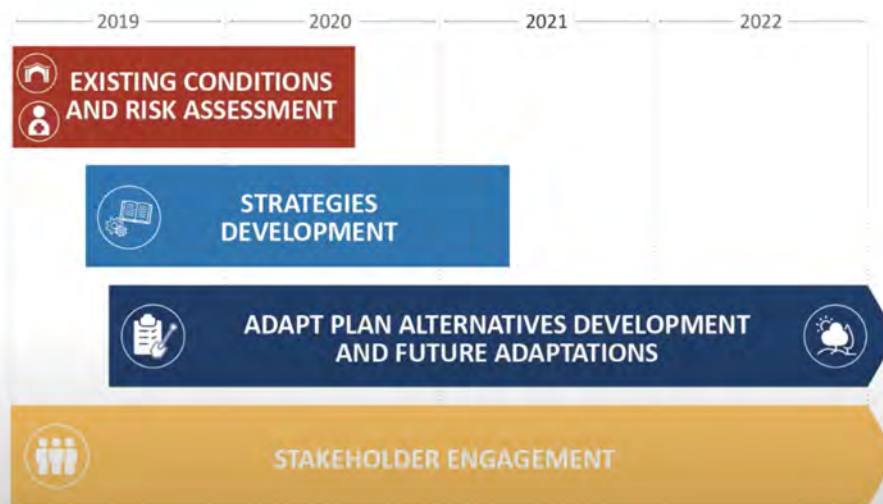 2019 2020 2021 2022
EXISTING CONDITIONS
AND RISK ASSESSMENT
STRATEGIES
DEVELOPMENT
ADAPT PLAN ALTERNATIVES DEVELOPMENT
AND FUTURE ADAPTATIONS
STAKEHOLDER ENGAGEMENT